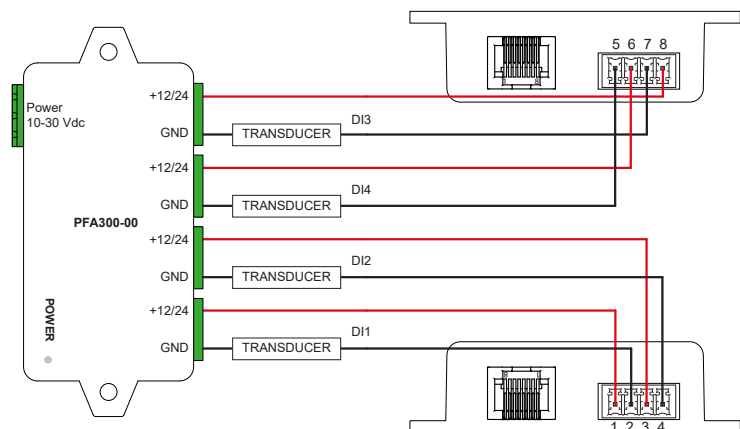 5 6 7 8
Power
10-30 Vdc
+12/24
GND
TRANSDUCER
DI3
+12/24
GND
TRANSDUCER
DI4
PFA300-00
+12/24
GND
TRANSDUCER
DI2
POWER
+12/24
GND
TRANSDUCER
DI1
1 2 3 4